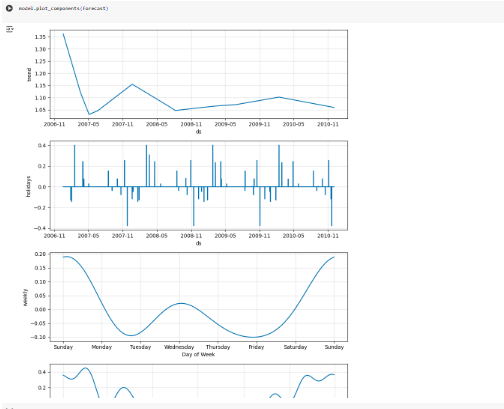 model.plot_components(forecast)
1.35
1.30
1.25
1.20
1.15
1.10
1.05
trend
2006-11 2007-05 2007-11 2008-05 2008-11 2009-05 2009-11 2010-05 2010-11
ds
0.4
0.2
0.0
−0.2
−0.4
holidays
2006-11 2007-05 2007-11 2008-05 2008-11 2009-05 2009-11 2010-05 2010-11
ds
0.20
0.15
0.10
0.05
0.00
−0.05
−0.10
weekly
Sunday Monday Tuesday Wednesday Thursday Friday Saturday Sunday
Day of Week
0.4
0.2